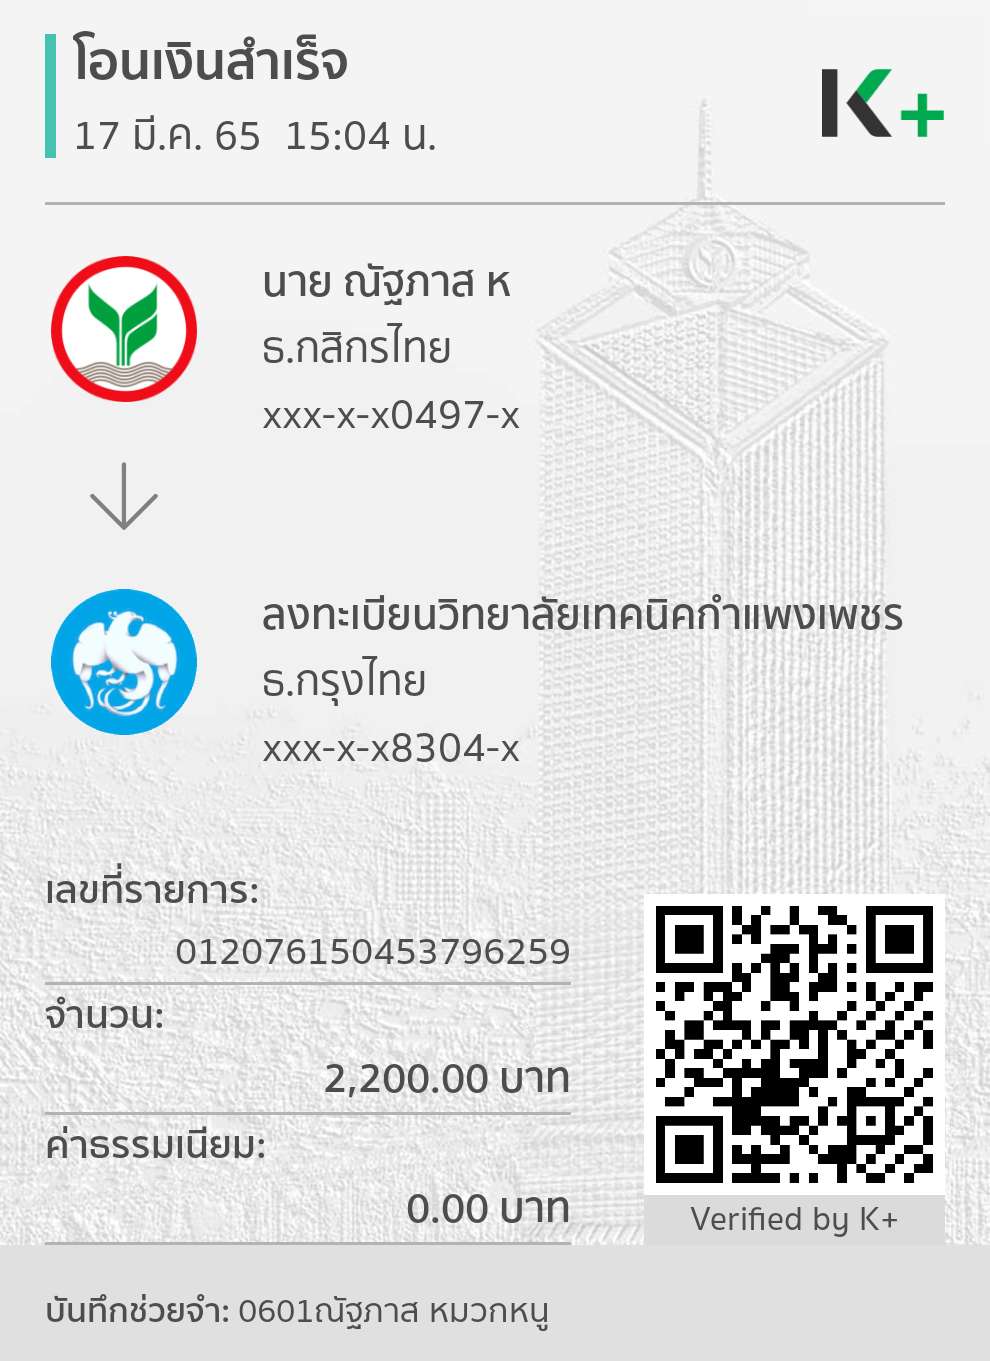 โอนเงินสำเร็จ
17 มี.ค. 65 15:04 น.
K+
นาย ณัฐภาส ห
ธ.กสิกรไทย
xxx-x-x0497-x
ลงทะเบียนวิทยาลัยเทคนิคกำแพงเพชร
ธ.กรุงไทย
xxx-x-x8304-x
เลขที่รายการ:
012076150453796259
จำนวน:
2,200.00 บาท
ค่าธรรมเนียม:
0.00 บาท
Verified by K+
บันทึกช่วยจำ: 0601ณัฐภาส หมวกหนู